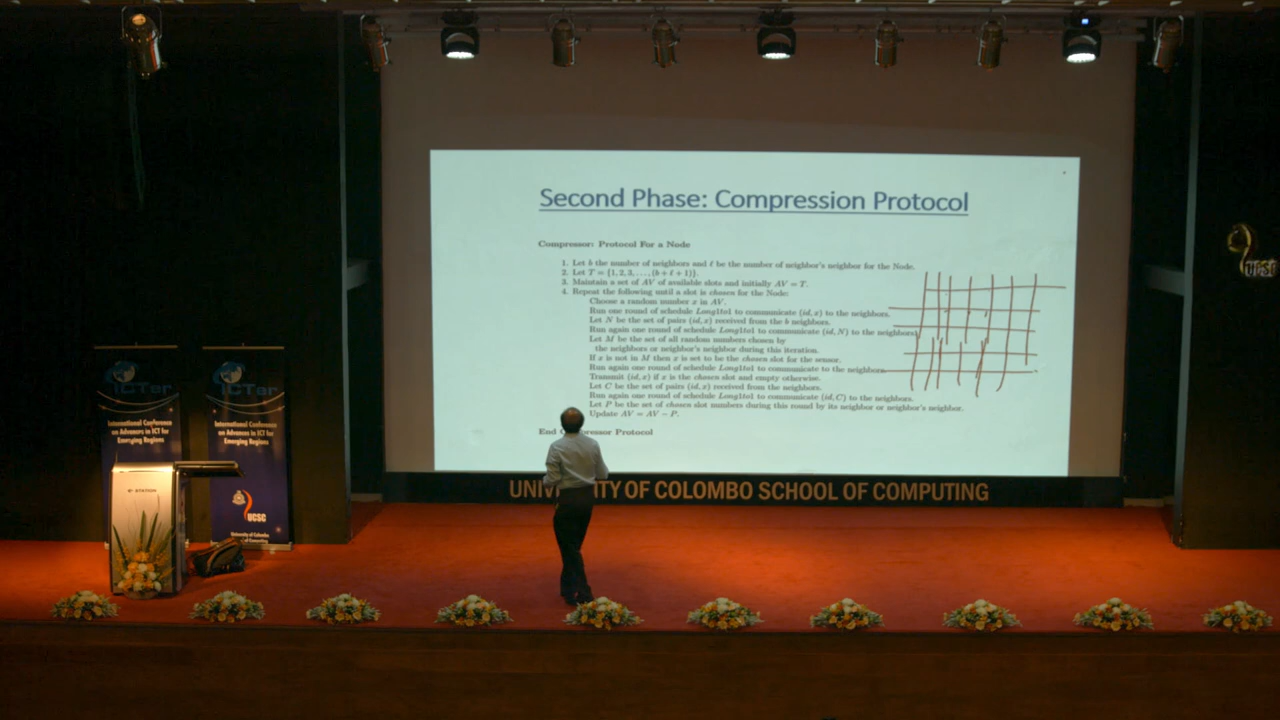 Second Phase: Compression Protocol
Compressor: Protocol For a Node
1. Let b the number of neighbors and ℓ be the number of neighbor's neighbor for the Node.
2. Let T = {1, 2, 3, . . . , (b + ℓ + 1)}.
3. Maintain a set of AV of available slots and initially AV = T.
4. Repeat the following until a slot is chosen for the Node:
Choose a random number x in AV.
Run one round of schedule Long1to1 to communicate (id, x) to the neighbors.
Let N be the set of pairs (id, x) received from the b neighbors.
Run again one round of schedule Long1to1 to communicate (id, N) to the neighbors
Let M be the set of all random numbers chosen by
the neighbors or neighbor's neighbor during this iteration.
If x is not in M then x is set to be the chosen slot for the sensor.
Run again one round of schedule Long1to1 to communicate to the neighbors.
Transmit (id, x) if x is the chosen slot and empty otherwise.
Let C be the set of pairs (id, x) received from the neighbors.
Run again one round of schedule Long1to1 to communicate (id, C) to the neighbors.
Let P be the set of chosen slot numbers during this round by its neighbor or neighbor's neighbor.
Update AV = AV − P.
End pressor Protocol
UNIV ITY OF COLOMBO SCHOOL OF COMPUTING
ICTer
International Conference
on Advances in ICT for
Emerging Regions
ICTer
International Conference
on Advances in ICT for
Emerging Regions
UCSC
University of Colombo
of Computing
e-STATION
UCSC